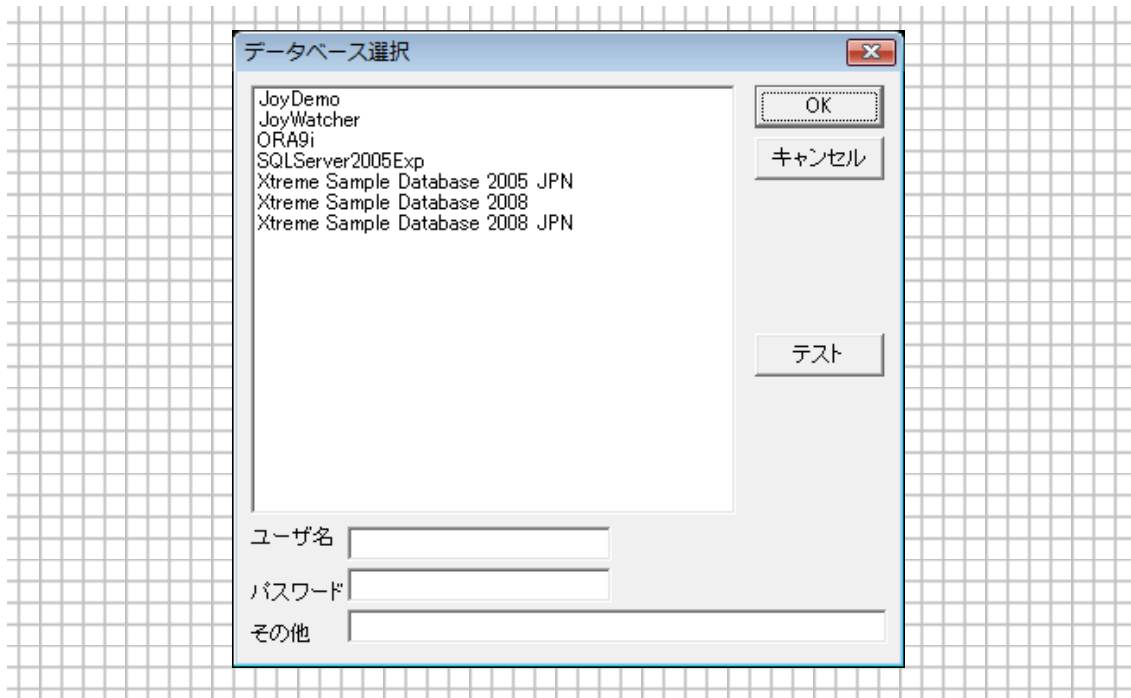 データベース選択
JoyDemo
JoyWatcher
ORA9i
SQLServer2005Exp
Xtreme Sample Database 2005 JPN
Xtreme Sample Database 2008
Xtreme Sample Database 2008 JPN
OK
キャンセル
テスト
ユーザ名
パスワード
その他